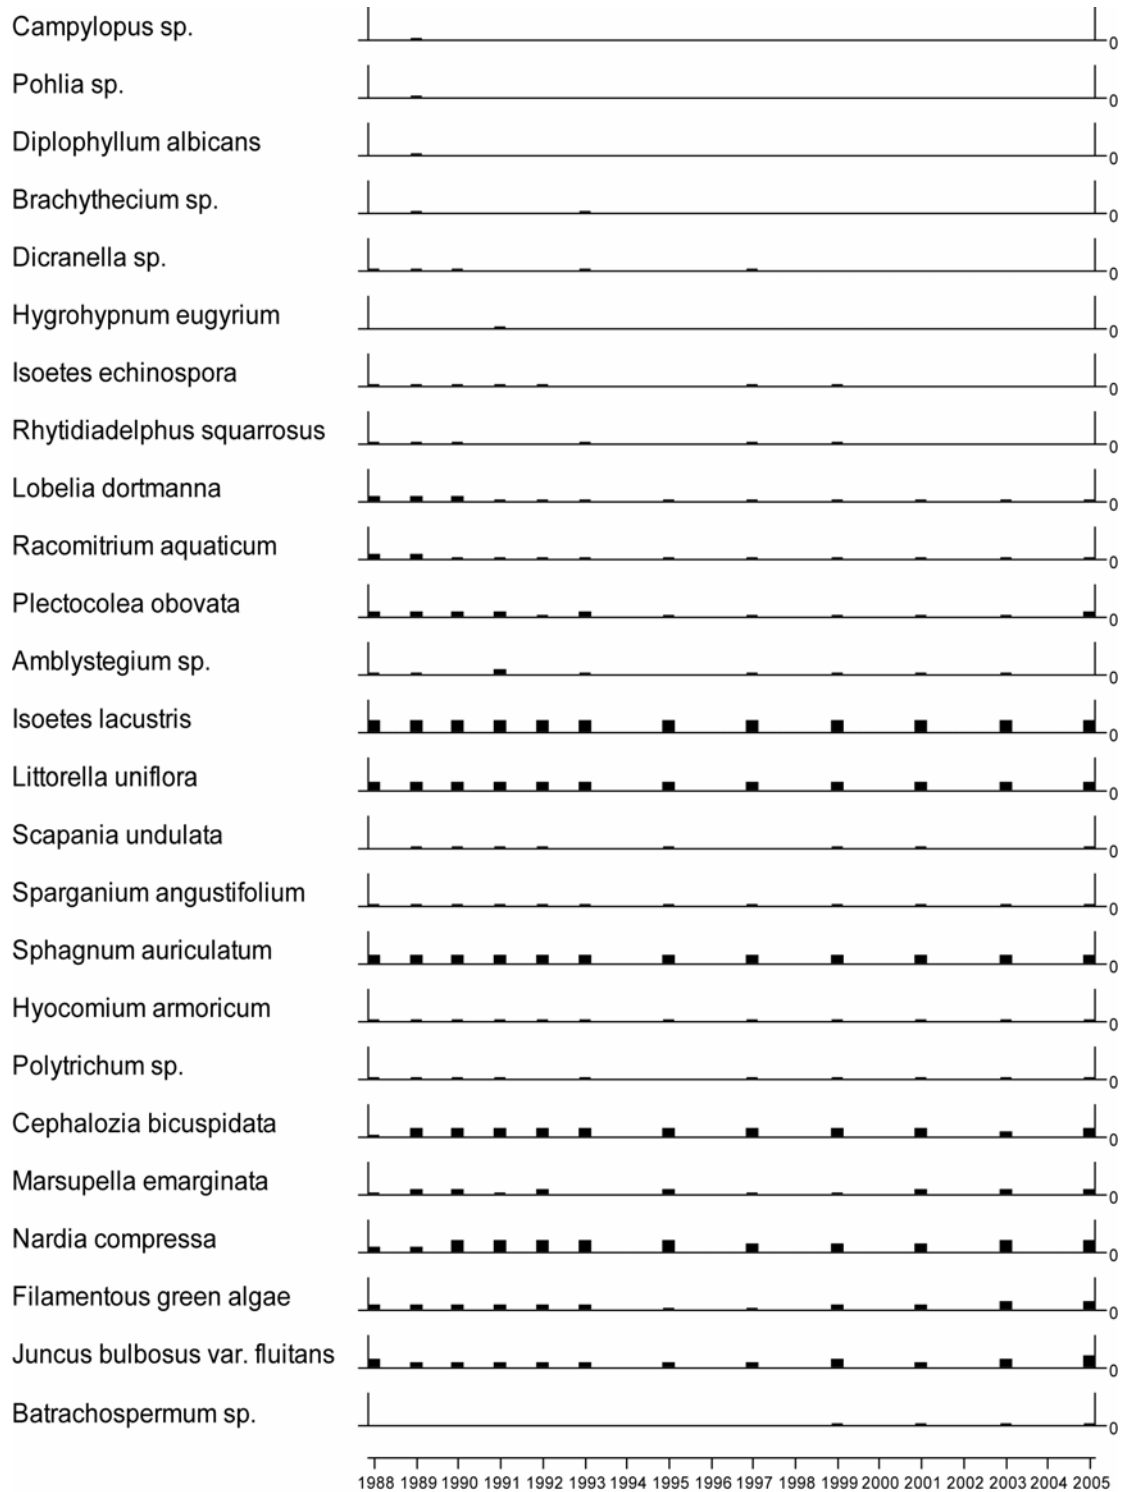 Campylopus sp. 0
Pohlia sp. 0
Diplophyllum albicans 0
Brachythecium sp. 0
Dicranella sp. 0
Hygrohypnum eugyrium 0
Isoetes echinospora 0
Rhytidiadelphus squarrosus 0
Lobelia dortmanna 0
Racomitrium aquaticum 0
Plectocolea obovata 0
Amblystegium sp. 0
Isoetes lacustris 0
Littorella uniflora 0
Scapania undulata 0
Sparganium angustifolium 0
Sphagnum auriculatum 0
Hyocomium armoricum 0
Polytrichum sp. 0
Cephalozia bicuspidata 0
Marsupella emarginata 0
Nardia compressa 0
Filamentous green algae 0
Juncus bulbosus var. fluitans 0
Batrachospermum sp. 0
1988 1989 1990 1991 1992 1993 1994 1995 1996 1997 1998 1999 2000 2001 2002 2003 2004 2005